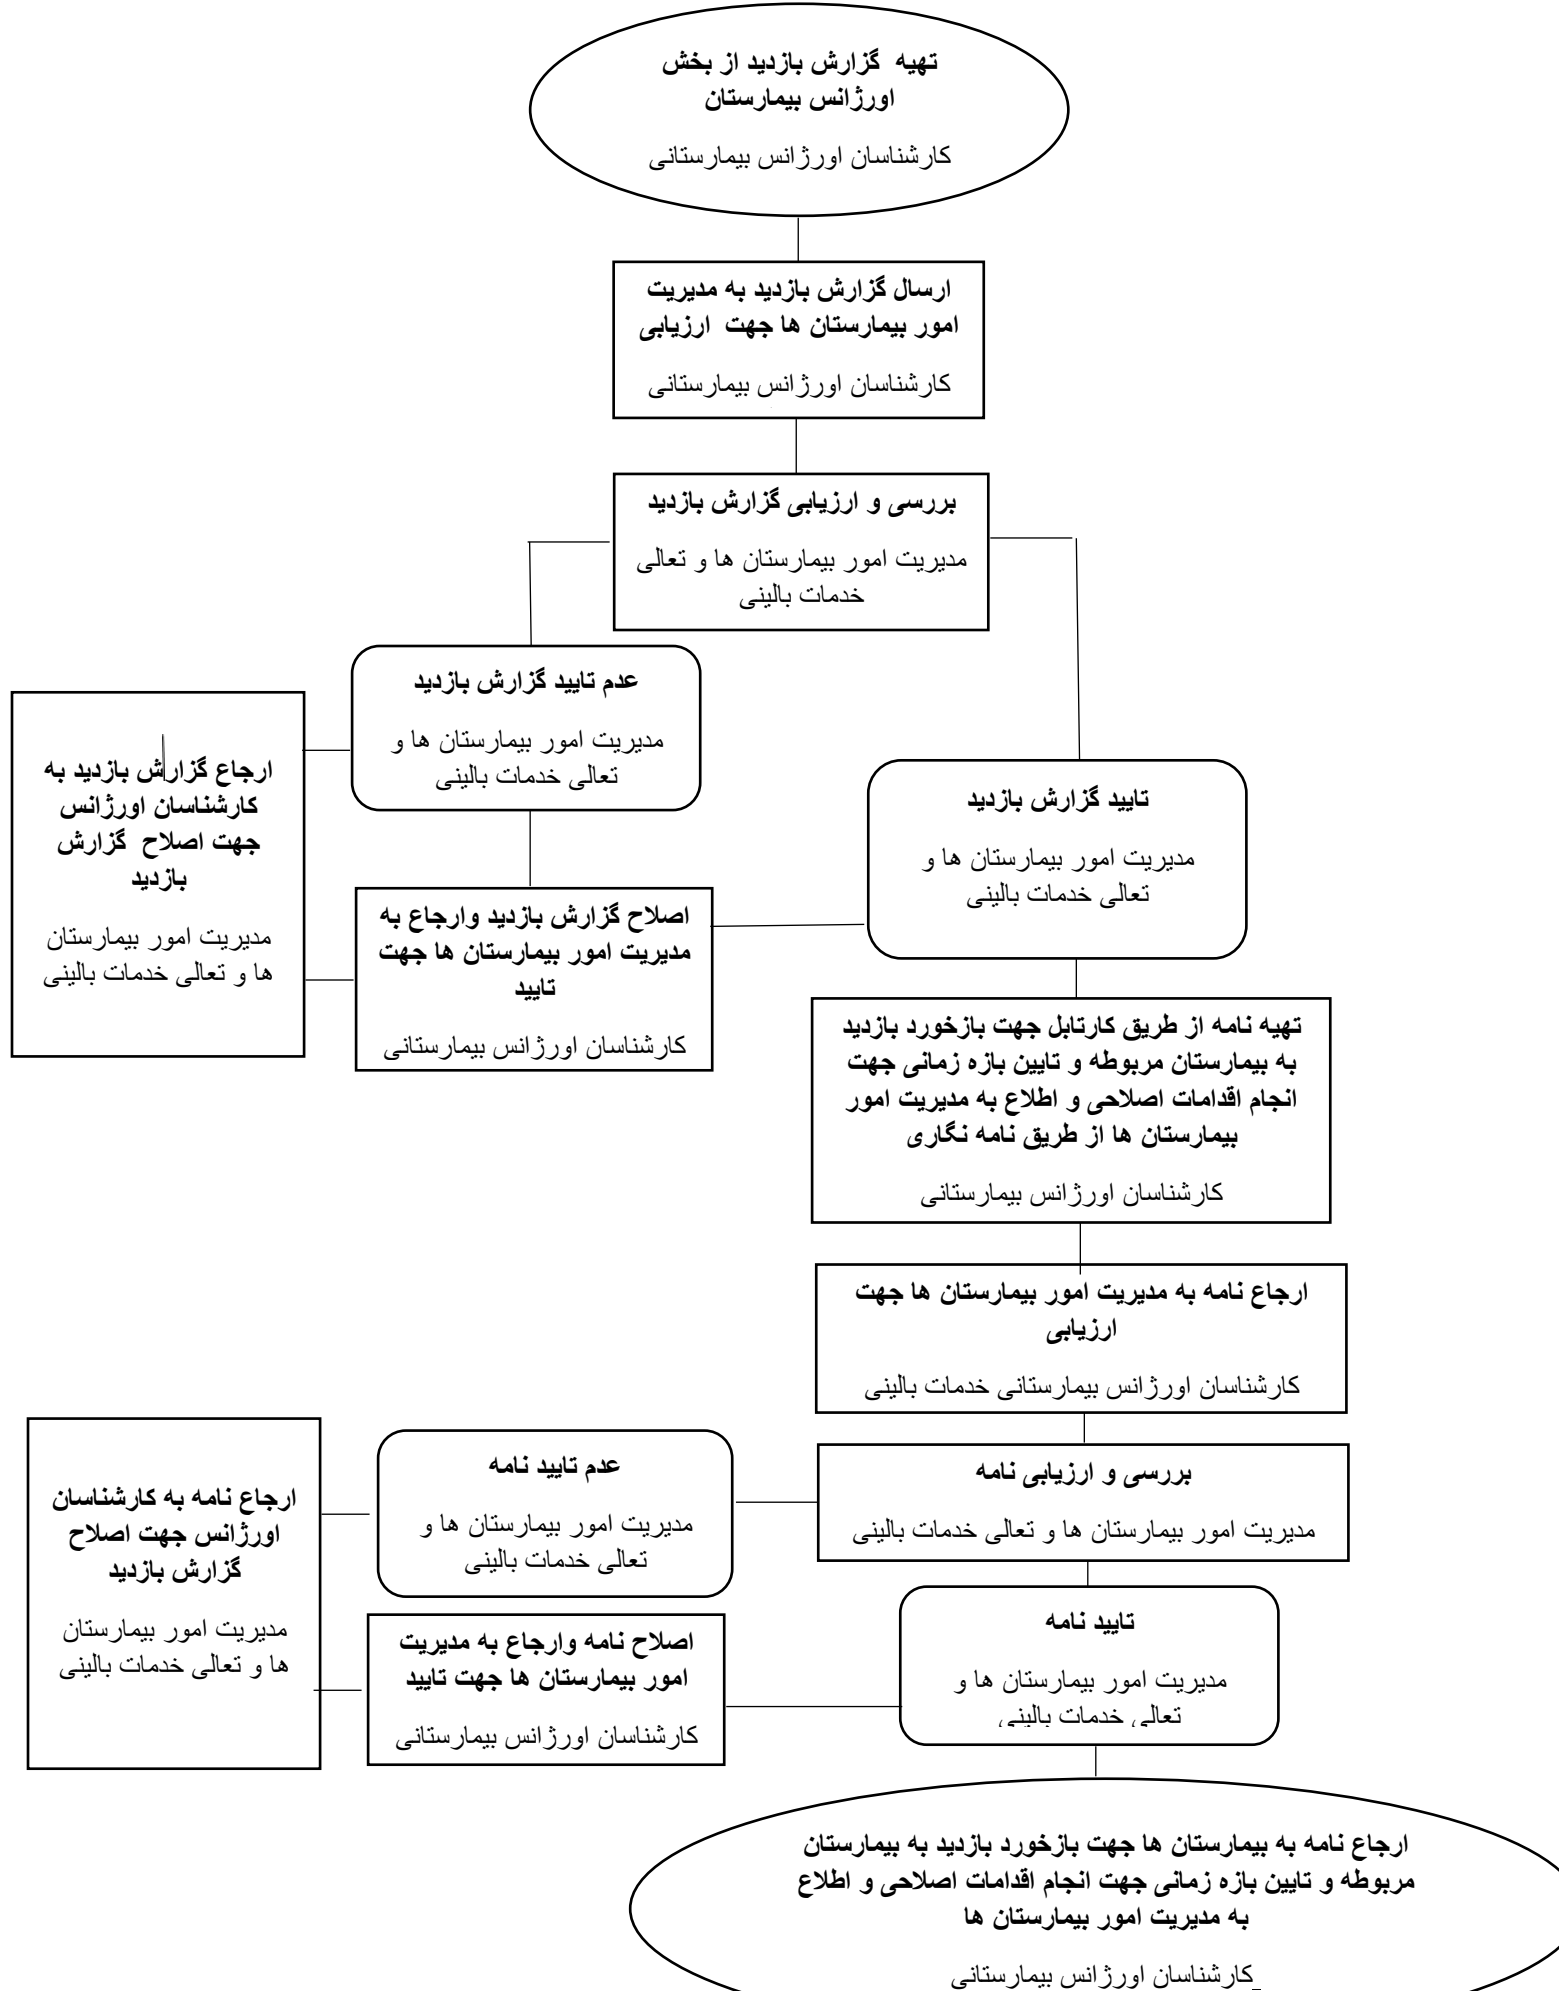 تهیه گزارش بازدید از بخش
اورژانس بیمارستان
کارشناسان اورژانس بیمارستانی
ارسال گزارش بازدید به مدیریت
امور بیمارستان ها جهت ارزیابی
کارشناسان اورژانس بیمارستانی
بررسی و ارزیابی گزارش بازدید
مدیریت امور بیمارستان ها و تعالی
خدمات بالینی
عدم تایید گزارش بازدید
مدیریت امور بیمارستان ها و
تعالی خدمات بالینی
ارجاع گزارش بازدید به
کارشناسان اورژانس
جهت اصلاح گزارش
بازدید
مدیریت امور بیمارستان
ها و تعالی خدمات بالینی
تایید گزارش بازدید
مدیریت امور بیمارستان ها و
تعالی خدمات بالینی
اصلاح گزارش بازدید وارجاع به
مدیریت امور بیمارستان ها جهت
تایید
کارشناسان اورژانس بیمارستانی
تهیه نامه از طریق کارتابل جهت بازخورد بازدید
به بیمارستان مربوطه و تایین بازه زمانی جهت
انجام اقدامات اصلاحی و اطلاع به مدیریت امور
بیمارستان ها از طریق نامه نگاری
کارشناسان اورژانس بیمارستانی
ارجاع نامه به مدیریت امور بیمارستان ها جهت
ارزیابی
کارشناسان اورژانس بیمارستانی خدمات بالینی
بررسی و ارزیابی نامه
مدیریت امور بیمارستان ها و تعالی خدمات بالینی
عدم تایید نامه
مدیریت امور بیمارستان ها و
تعالی خدمات بالینی
ارجاع نامه به کارشناسان
اورژانس جهت اصلاح
گزارش بازدید
مدیریت امور بیمارستان
ها و تعالی خدمات بالینی
تایید نامه
مدیریت امور بیمارستان ها و
تعالی خدمات بالینی
اصلاح نامه وارجاع به مدیریت
امور بیمارستان ها جهت تایید
کارشناسان اورژانس بیمارستانی
ارجاع نامه به بیمارستان ها جهت بازخورد بازدید به بیمارستان
مربوطه و تایین بازه زمانی جهت انجام اقدامات اصلاحی و اطلاع
به مدیریت امور بیمارستان ها
کارشناسان اورژانس بیمارستانی